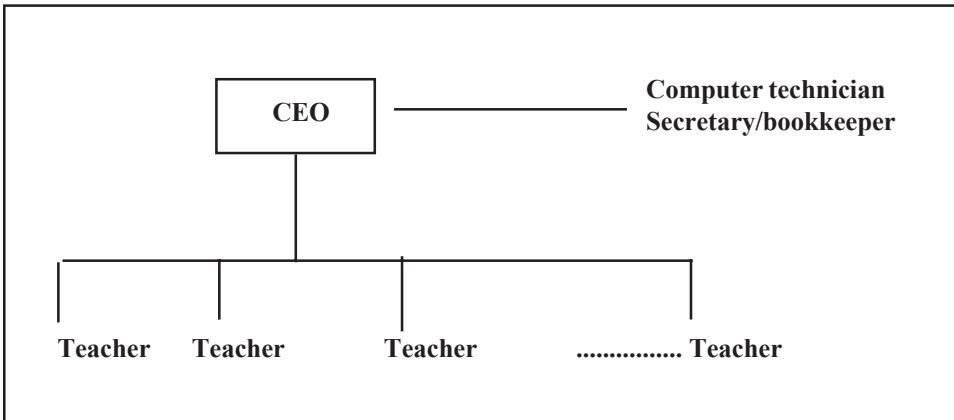 CEO
Computer technician
Secretary/bookkeeper
Teacher Teacher Teacher ................ Teacher